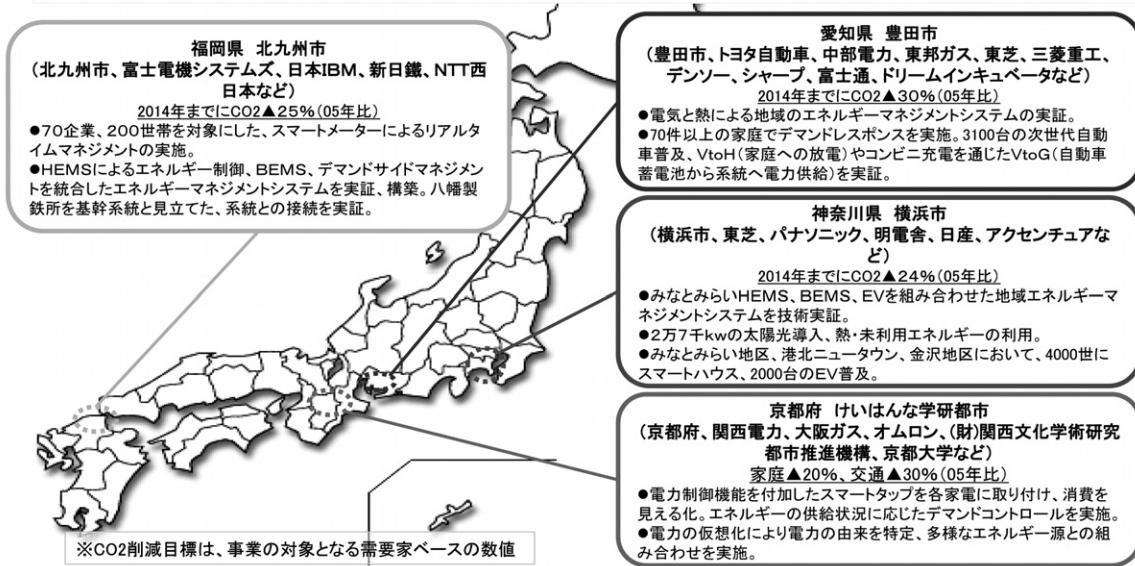 福岡県 北九州市
(北九州市、富士電機システムズ、日本IBM、新日鐵、NTT西
日本など)
2014年までにCO2▲25%(05年比)
●70企業、200世帯を対象にした、スマートメーターによるリアルタ
イムマネジメントの実施。
●HEMSによるエネルギー制御、BEMS、デマンドサイドマネジメン
トを統合したエネルギーマネジメントシステムを実証、構築。八幡製
鉄所を基幹系統と見立てた、系統との接続を実証。
愛知県 豊田市
(豊田市、トヨタ自動車、中部電力、東邦ガス、東芝、三菱重工、
デンソー、シャープ、富士通、ドリームインキュベータなど)
2014年までにCO2▲30%(05年比)
●電気と熱による地域のエネルギーマネジメントシステムの実証。
●70件以上の家庭でデマンドレスポンスを実施。3100台の次世代自動
車普及、VtoH(家庭への放電)やコンビニ充電を通じたVtoG(自動車
蓄電池から系統へ電力供給)を実証。
神奈川県 横浜市
(横浜市、東芝、パナソニック、明電舎、日産、アクセンチュアな
ど)
2014年までにCO2▲24%(05年比)
●みなとみらいHEMS、BEMS、EVを組み合わせた地域エネルギーマ
ネジメントシステムを技術実証。
●2万7千kwの太陽光導入、熱・未利用エネルギーの利用。
●みなとみらい地区、港北ニュータウン、金沢地区において、4000世に
スマートハウス、2000台のEV普及。
京都府 けいはんな学研都市
(京都府、関西電力、大阪ガス、オムロン、(財)関西文化学術研究
都市推進機構、京都大学など)
家庭▲20%、交通▲30%(05年比)
●電力制御機能を付加したスマートタップを各家電に取り付け、消費を
見える化。エネルギーの供給状況に応じたデマンドコントロールを実施。
●電力の仮想化により電力の由来を特定、多様なエネルギー源との組
み合わせを実施。
※CO2削減目標は、事業の対象となる需要家ベースの数値